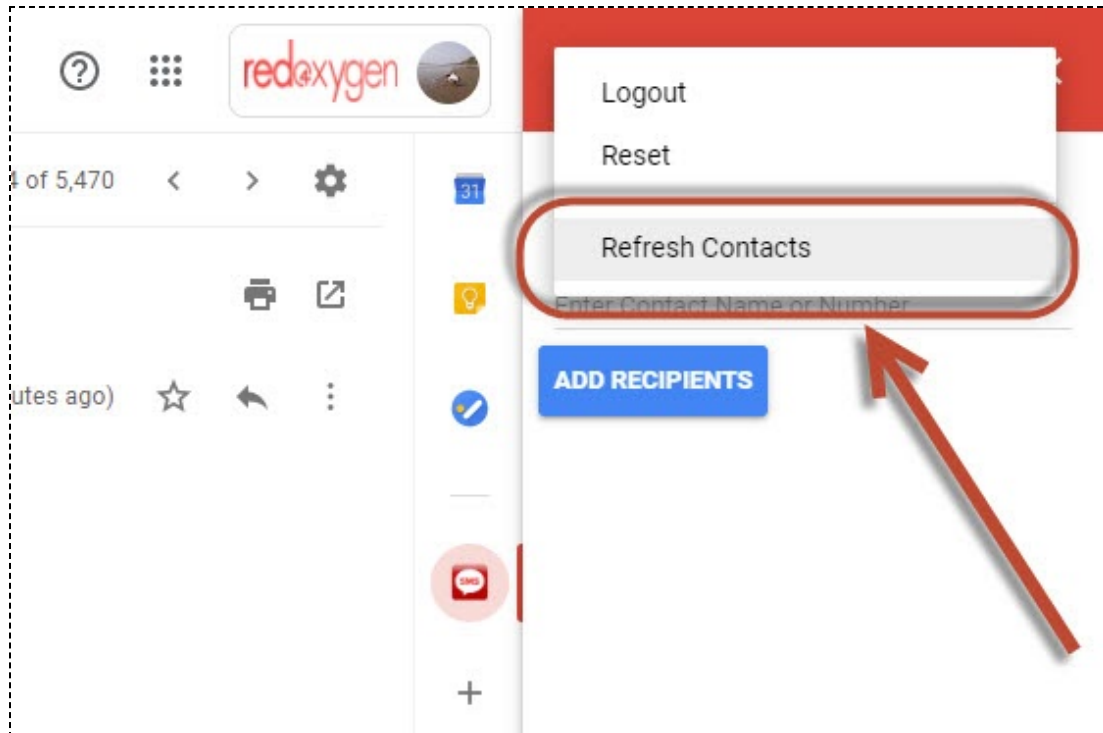 redoxygen
Logout
Reset
of 5,470
31
Refresh Contacts
Enter Contact Name or Number
utes ago)
ADD RECIPIENTS
SMS